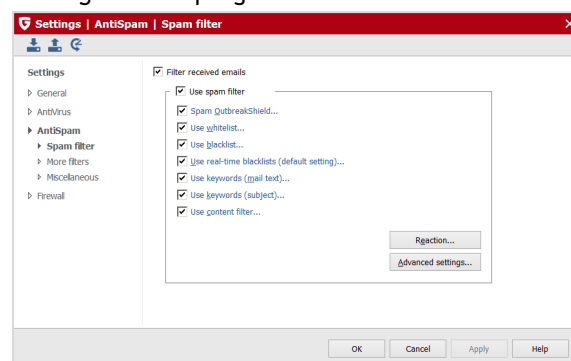 Settings | AntiSpam | Spam filter
Settings
General
AntiVirus
AntiSpam
Spam filter
More filters
Miscellaneous
Firewall
Filter received emails
Use spam filter
Spam OutbreakShield...
Use whitelist...
Use blacklist...
Use real-time blacklists (default setting)...
Use keywords (mail text)...
Use keywords (subject)...
Use content filter...
Reaction...
Advanced settings...
OK Cancel Apply Help